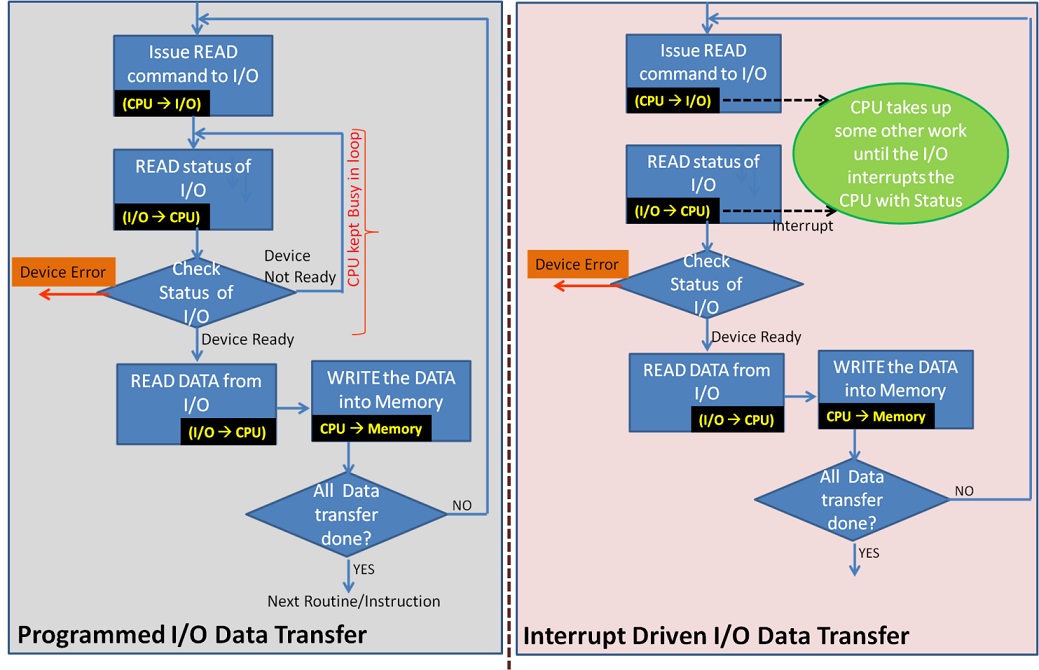 Issue READ
command to I/O
(CPU → I/O)
READ status of
I/O
(I/O → CPU)
CPU kept Busy in loop
Device
Not Ready
Device Error
Check
Status of
I/O
Device Ready
READ DATA from
I/O
(I/O → CPU)
WRITE the DATA
into Memory
CPU → Memory
All Data
transfer
done?
NO
YES
Next Routine/Instruction
Programmed I/O Data Transfer
Issue READ
command to I/O
(CPU → I/O)
CPU takes up
some other work
until the I/O
interrupts the
CPU with Status
READ status of
I/O
(I/O → CPU)
Interrupt
Device Error
Check
Status of
I/O
Device Ready
READ DATA from
I/O
(I/O → CPU)
WRITE the DATA
into Memory
CPU → Memory
All Data
transfer
done?
NO
YES
Interrupt Driven I/O Data Transfer